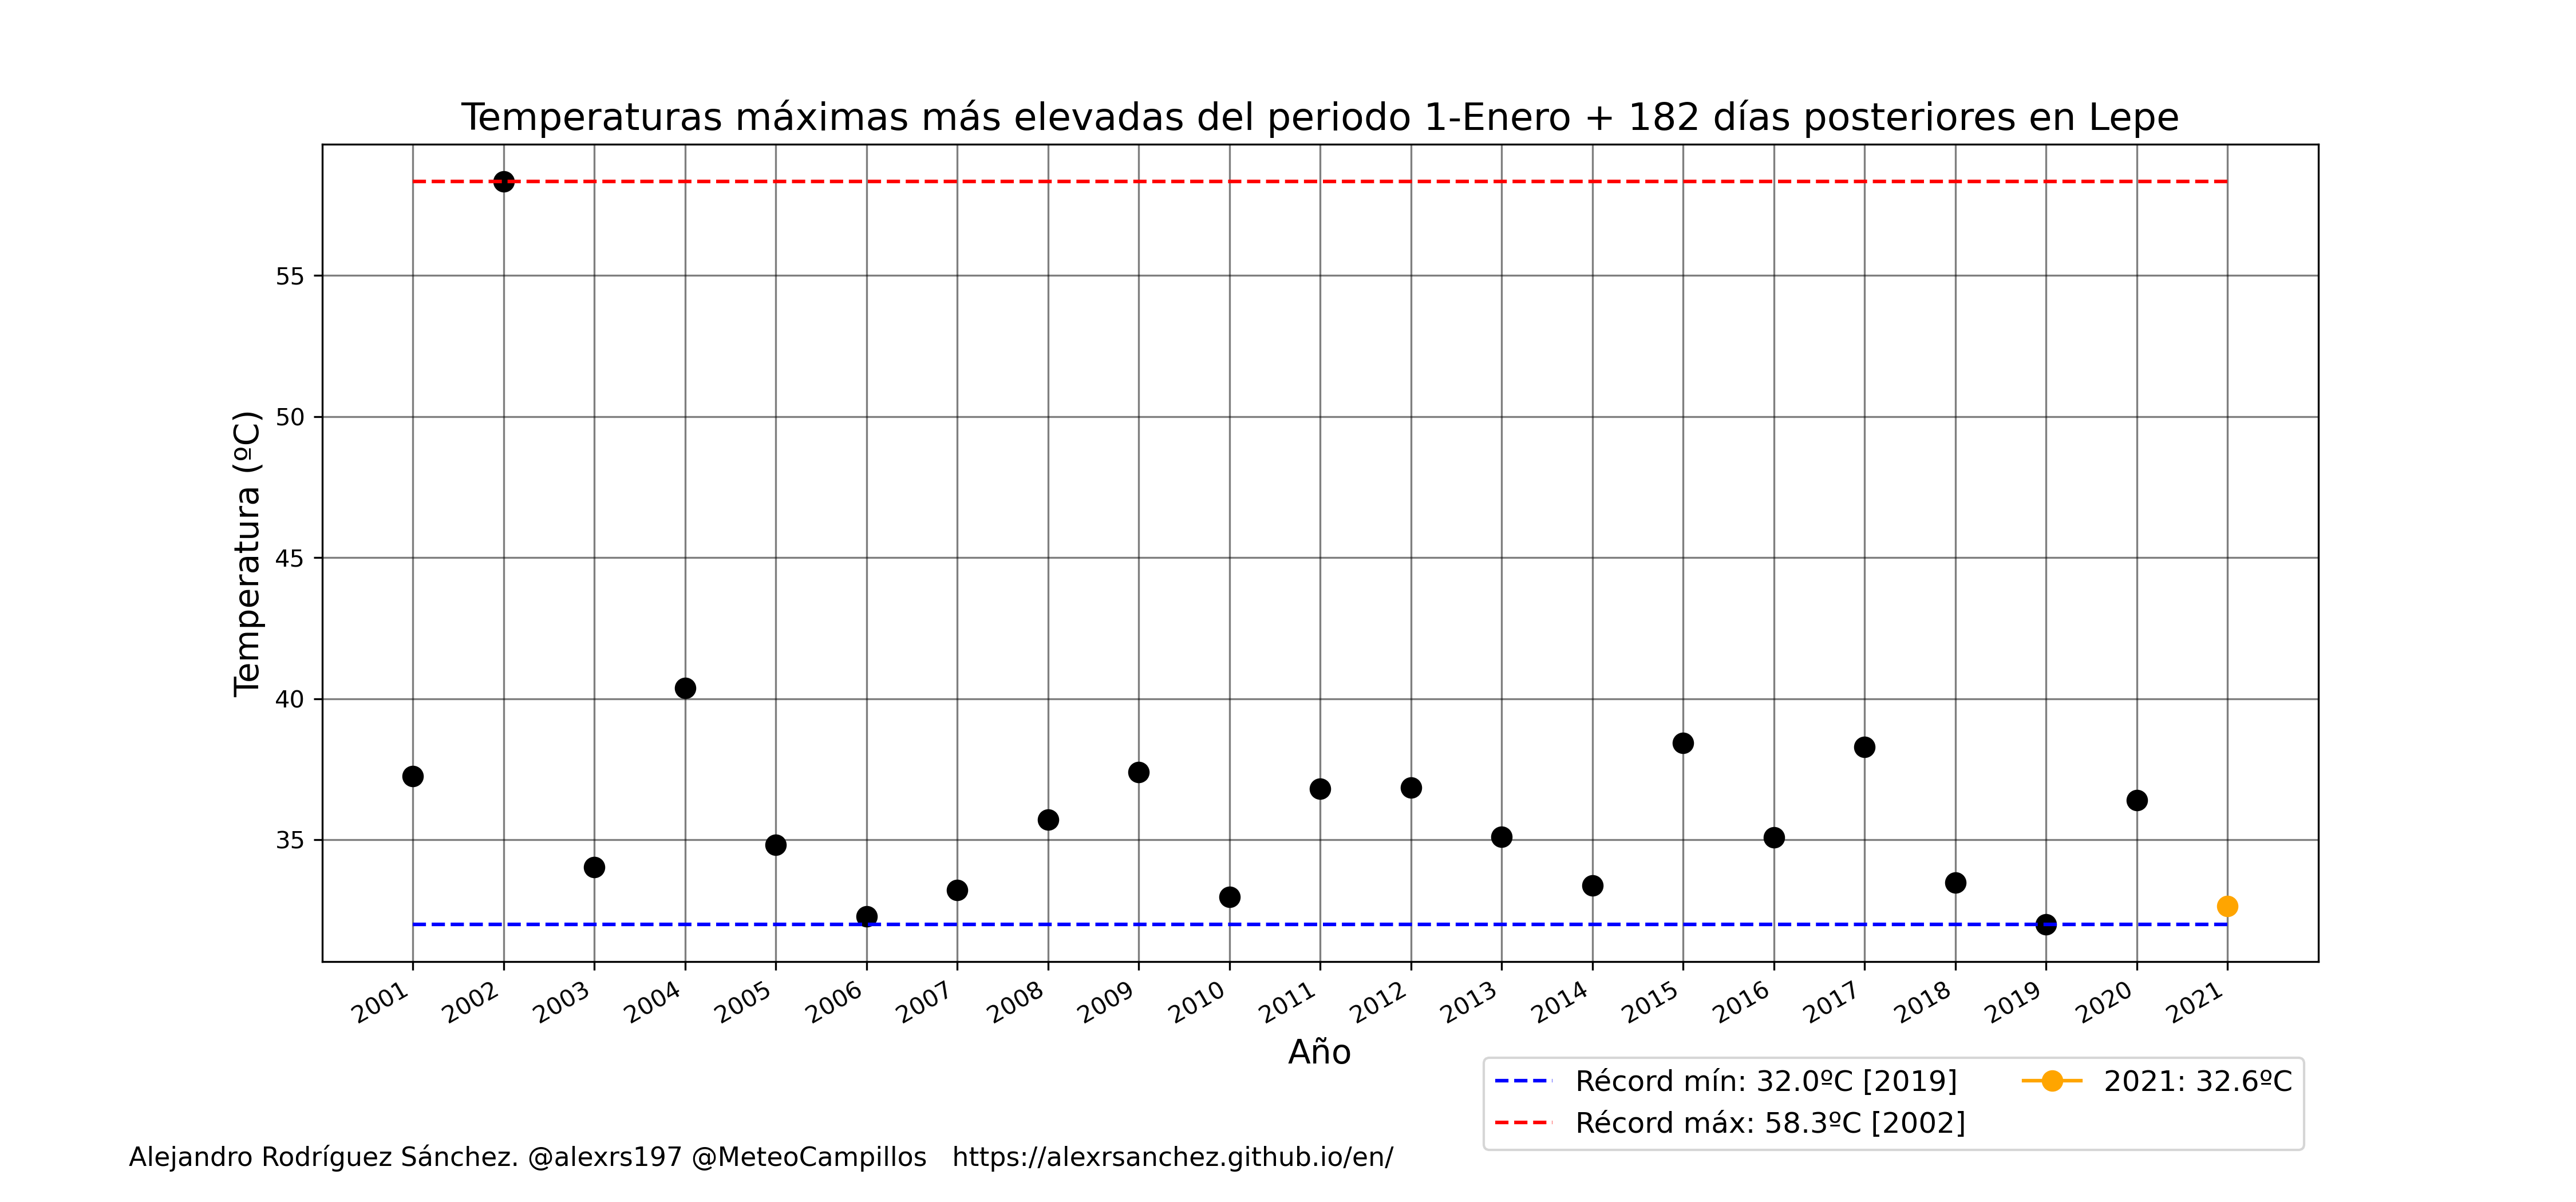 Temperaturas máximas más elevadas del periodo 1-Enero + 182 días posteriores en Lepe
Temperatura (ºC)
55
50
45
40
35
2001 2002 2003 2004 2005 2006 2007 2008 2009 2010 2011 2012 2013 2014 2015 2016 2017 2018 2019 2020 2021
Año
Récord mín: 32.0ºC [2019]
Récord máx: 58.3ºC [2002]
2021: 32.6ºC
Alejandro Rodríguez Sánchez. @alexrs197 @MeteoCampillos https://alexrsanchez.github.io/en/